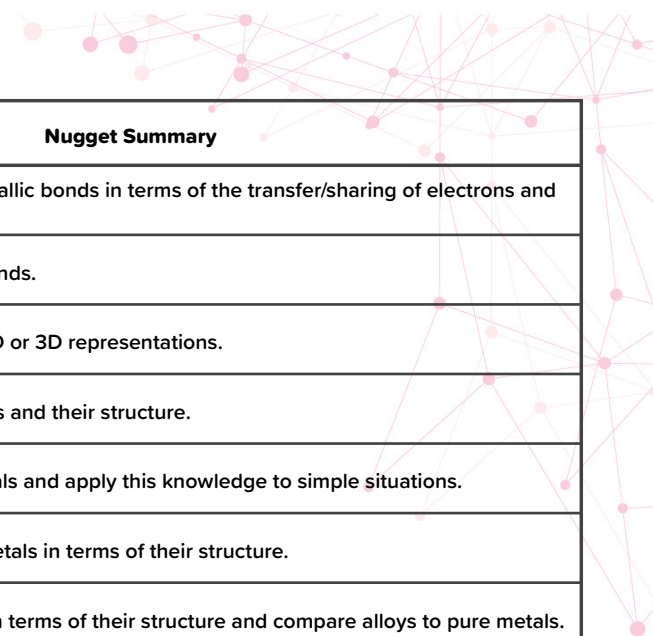 Nugget Summary
allic bonds in terms of the transfer/sharing of electrons and
nds.
or 3D representations.
s and their structure.
als and apply this knowledge to simple situations.
etals in terms of their structure.
terms of their structure and compare alloys to pure metals.